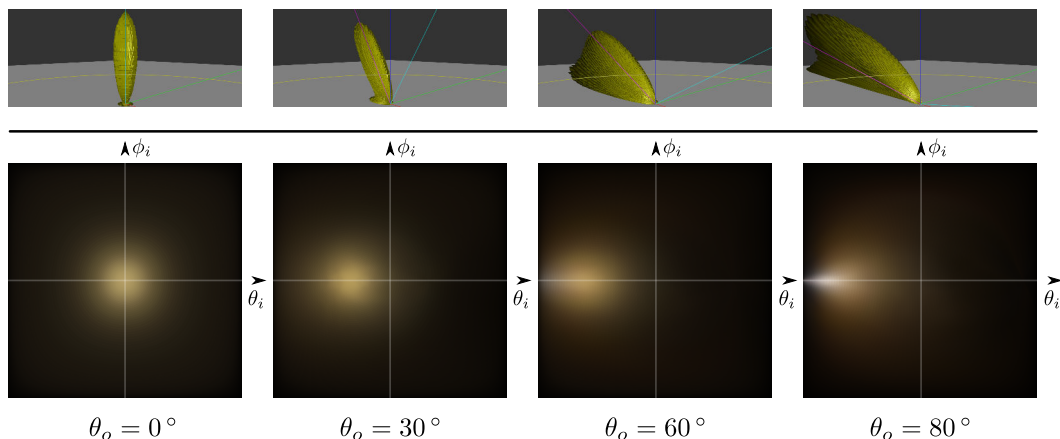 ϕᵢ
ϕᵢ
ϕᵢ
ϕᵢ
θᵢ
θᵢ
θᵢ
θᵢ
θₒ = 0°
θₒ = 30°
θₒ = 60°
θₒ = 80°